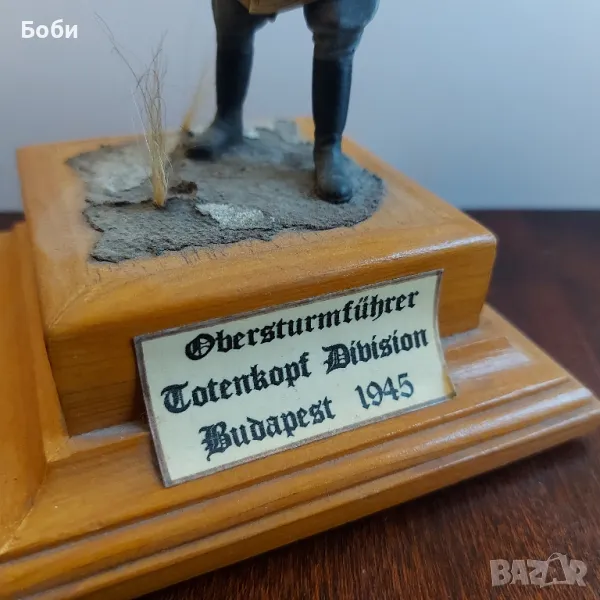 Боби
Obersturmführer
Totenkopf Division
Budapest 1945
BAZAR